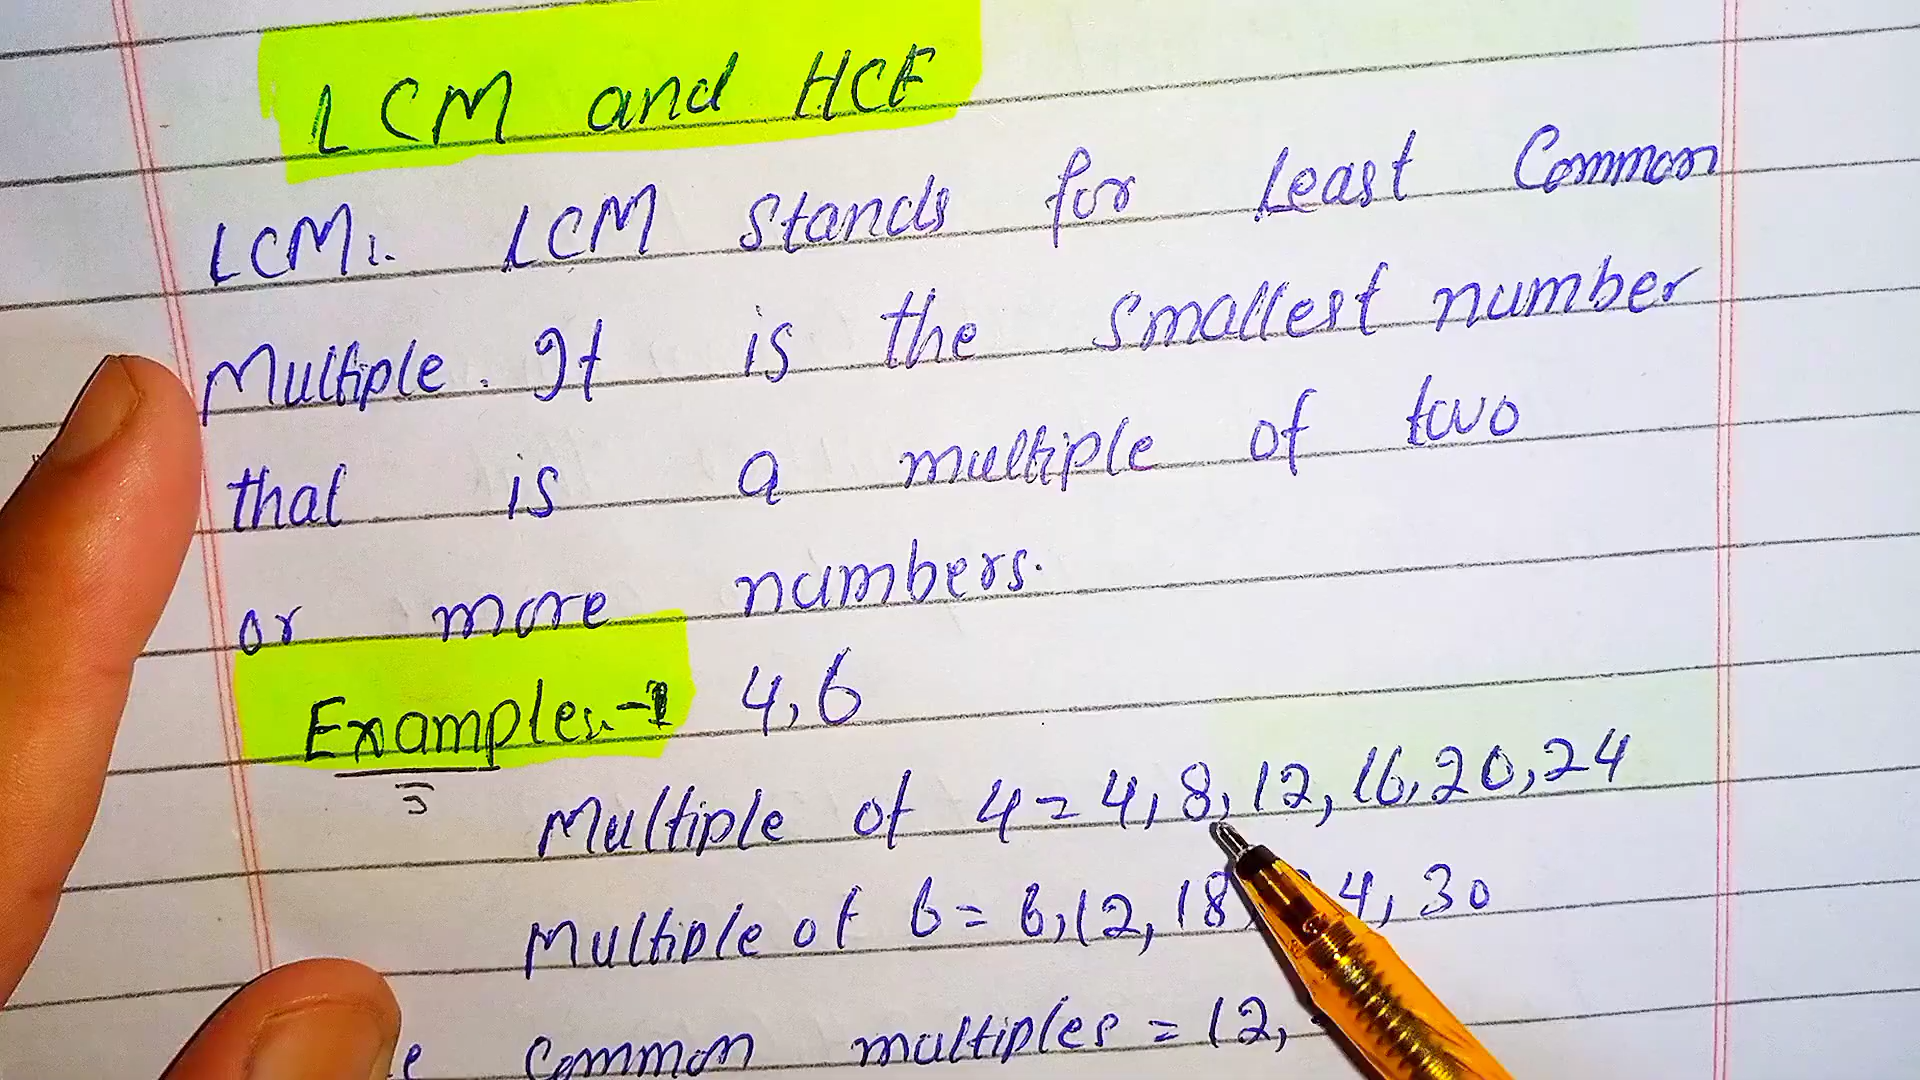 LCM and HCF
LCM:. LCM Stands for Least Common
Multiple. It is the smallest number
that is a multiple of two
or more numbers.
Examples:-1 4,6
Multiple of 4 = 4, 8, 12, 16, 20, 24
Multiple of 6 = 6, 12, 18, 4, 30
common multiples = 12,